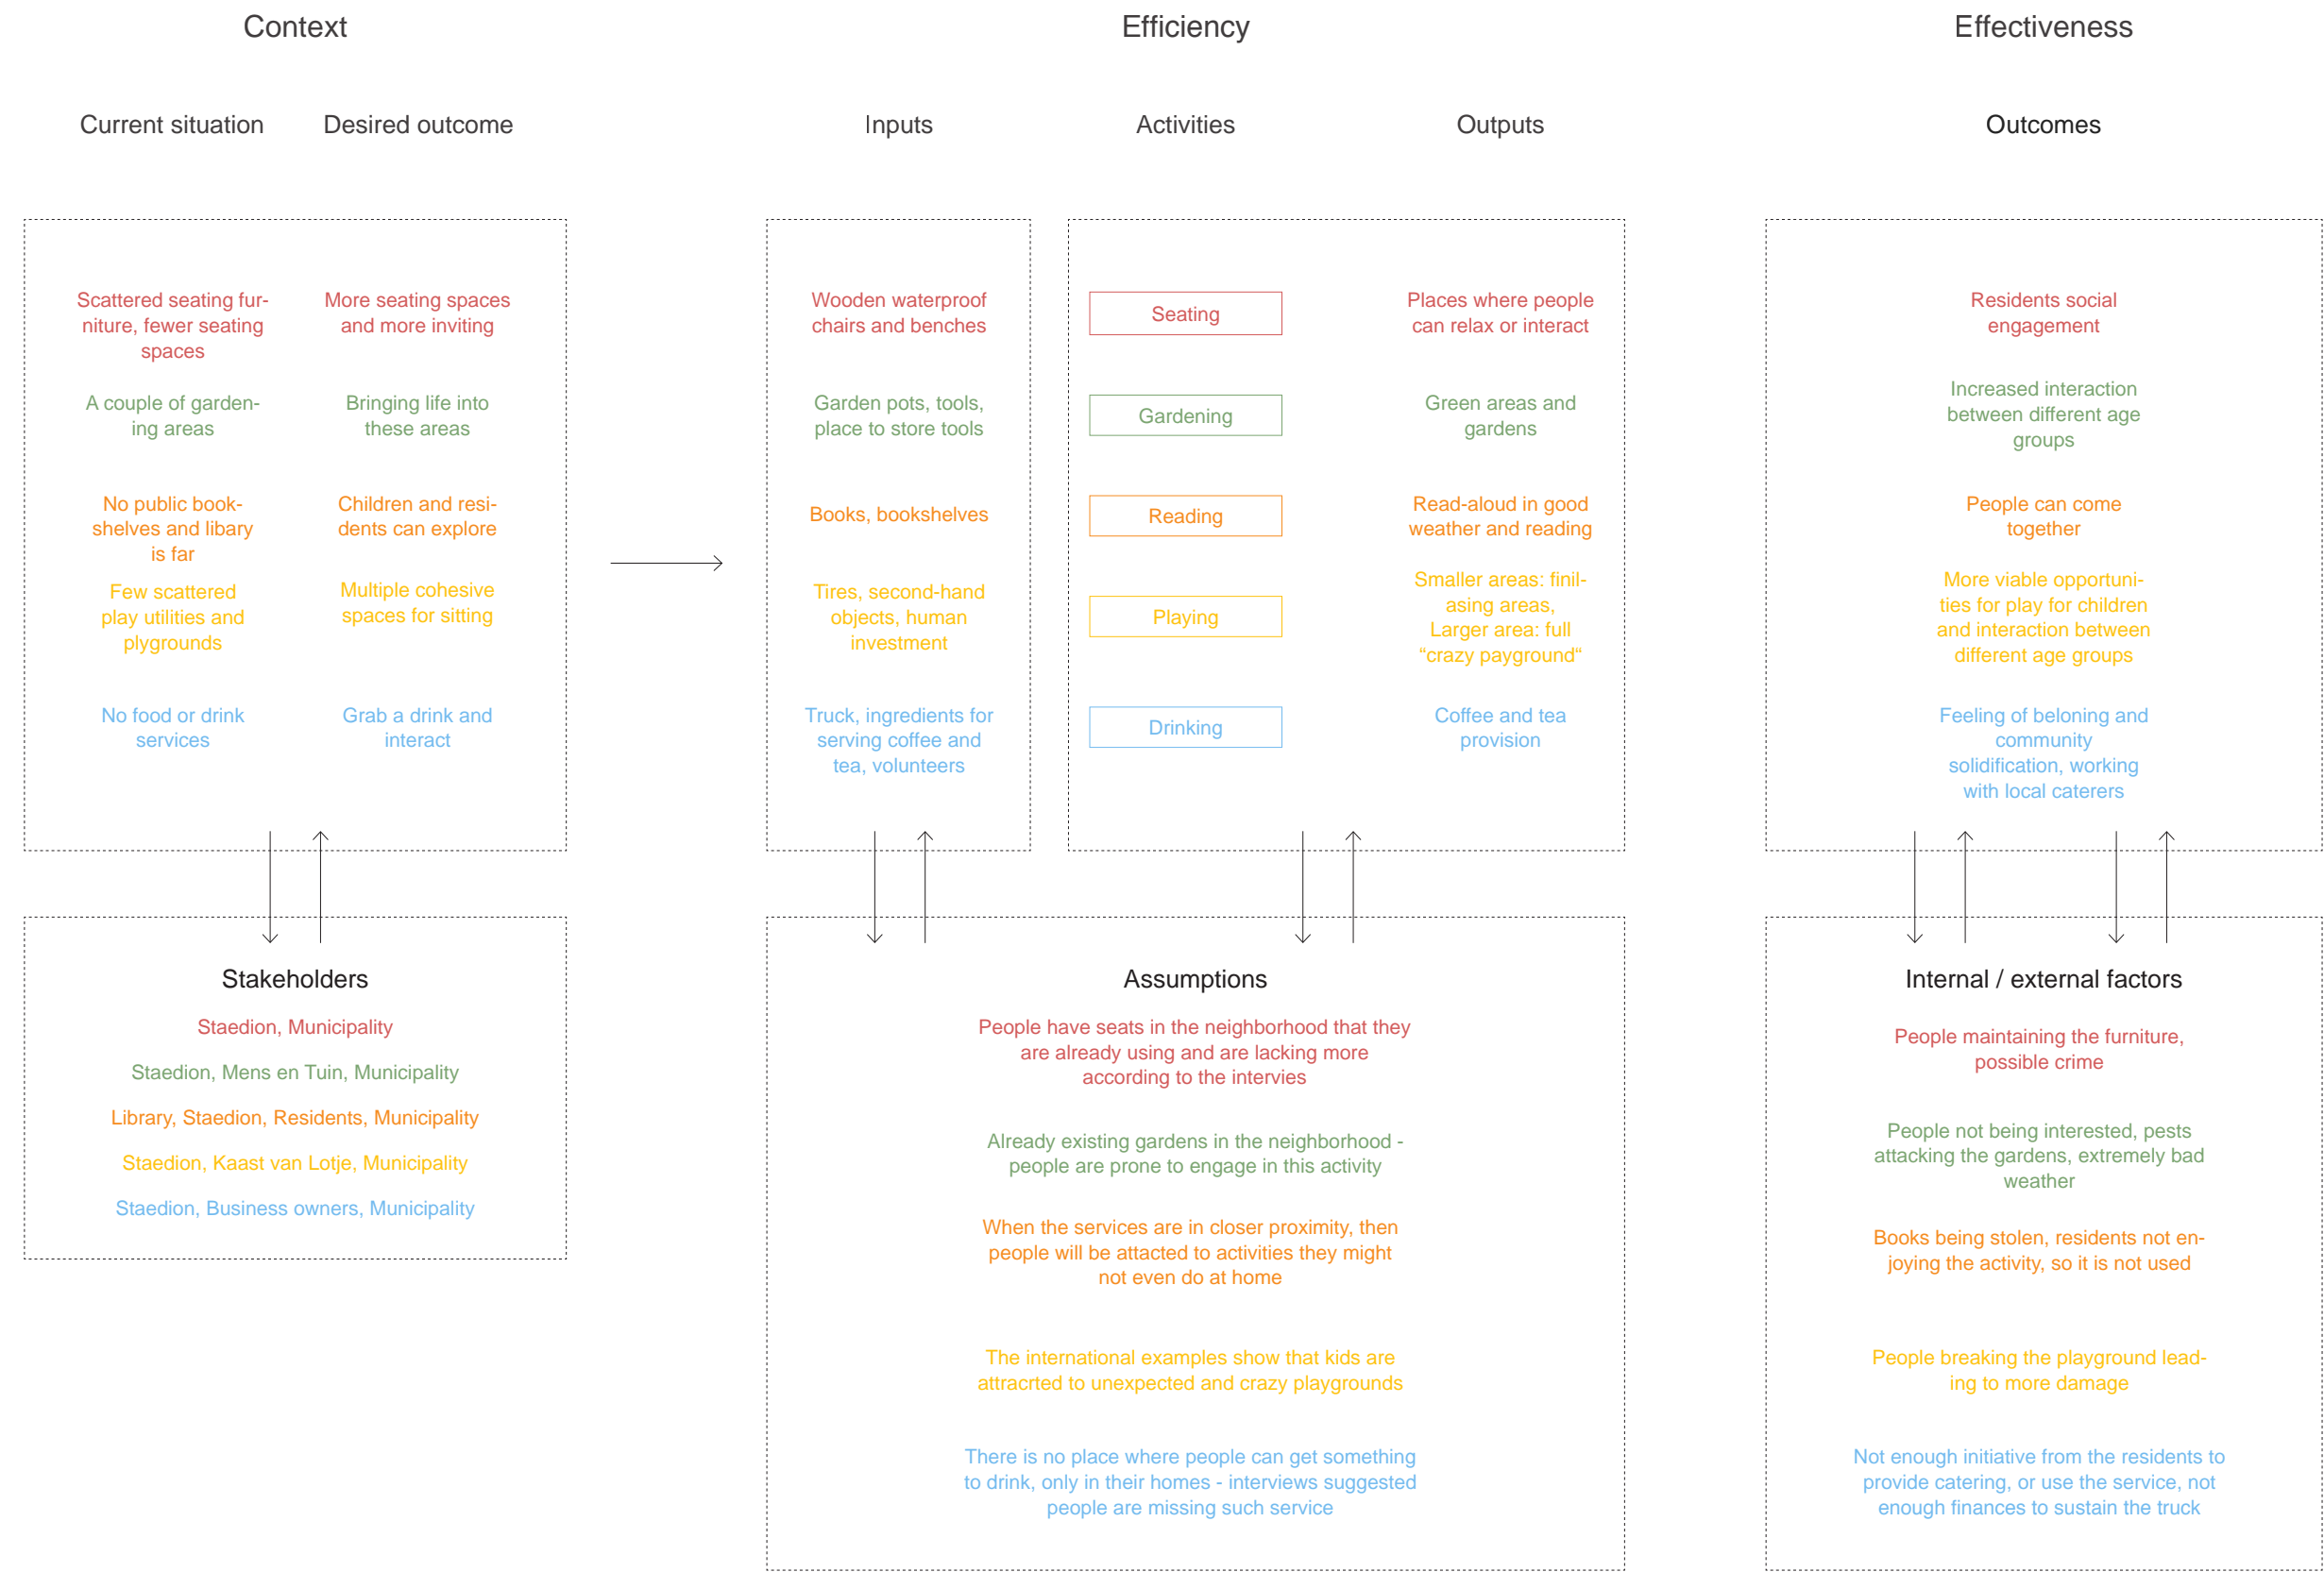 Context
Efficiency
Effectiveness
Current situation
Desired outcome
Inputs
Activities
Outputs
Outcomes
Scattered seating fur-
niture, fewer seating
spaces
More seating spaces
and more inviting
Wooden waterproof
chairs and benches
Seating
Places where people
can relax or interact
Residents social
engagement
A couple of garden-
ing areas
Bringing life into
these areas
Garden pots, tools,
place to store tools
Gardening
Green areas and
gardens
Increased interaction
between different age
groups
No public book-
shelves and libary
is far
Children and resi-
dents can explore
Books, bookshelves
Reading
Read-aloud in good
weather and reading
People can come
together
Few scattered
play utilities and
plygrounds
Multiple cohesive
spaces for sitting
Tires, second-hand
objects, human
investment
Playing
Smaller areas: finil-
asing areas,
Larger area: full
“crazy payground“
More viable opportuni-
ties for play for children
and interaction between
different age groups
No food or drink
services
Grab a drink and
interact
Truck, ingredients for
serving coffee and
tea, volunteers
Drinking
Coffee and tea
provision
Feeling of beloning and
community
solidification, working
with local caterers
Stakeholders
Staedion, Municipality
Staedion, Mens en Tuin, Municipality
Library, Staedion, Residents, Municipality
Staedion, Kaast van Lotje, Municipality
Staedion, Business owners, Municipality
Assumptions
People have seats in the neighborhood that they
are already using and are lacking more
according to the intervies
Already existing gardens in the neighborhood -
people are prone to engage in this activity
When the services are in closer proximity, then
people will be attacted to activities they might
not even do at home
The international examples show that kids are
attracrted to unexpected and crazy playgrounds
There is no place where people can get something
to drink, only in their homes - interviews suggested
people are missing such service
Internal / external factors
People maintaining the furniture,
possible crime
People not being interested, pests
attacking the gardens, extremely bad
weather
Books being stolen, residents not en-
joying the activity, so it is not used
People breaking the playground lead-
ing to more damage
Not enough initiative from the residents to
provide catering, or use the service, not
enough finances to sustain the truck